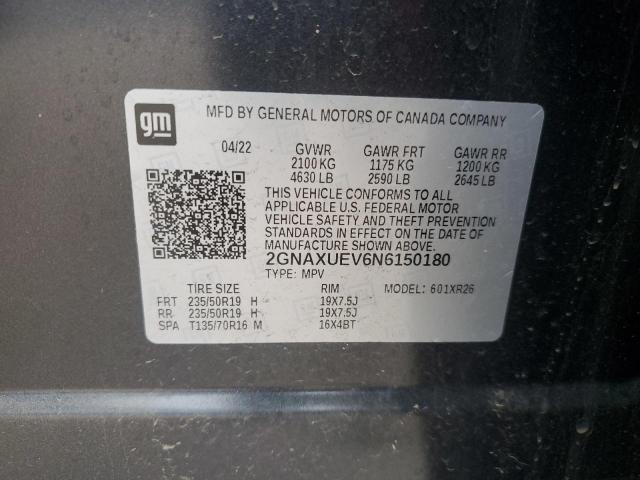 gm
MFD BY GENERAL MOTORS OF CANADA COMPANY
04/22 GVWR GAWR FRT GAWR RR
2100 KG 1175 KG 1200 KG
4630 LB 2590 LB 2645 LB
THIS VEHICLE CONFORMS TO ALL
APPLICABLE U.S. FEDERAL MOTOR
VEHICLE SAFETY AND THEFT PREVENTION
STANDARDS IN EFFECT ON THE DATE OF
MANUFACTURE SHOWN ABOVE.
2GNAXUEV6N6150180
TYPE: MPV
TIRE SIZE RIM MODEL: 601XR26
FRT 235/50R19 H 19X7.5J
RR 235/50R19 H 19X7.5J
SPA T135/70R16 M 16X4BT